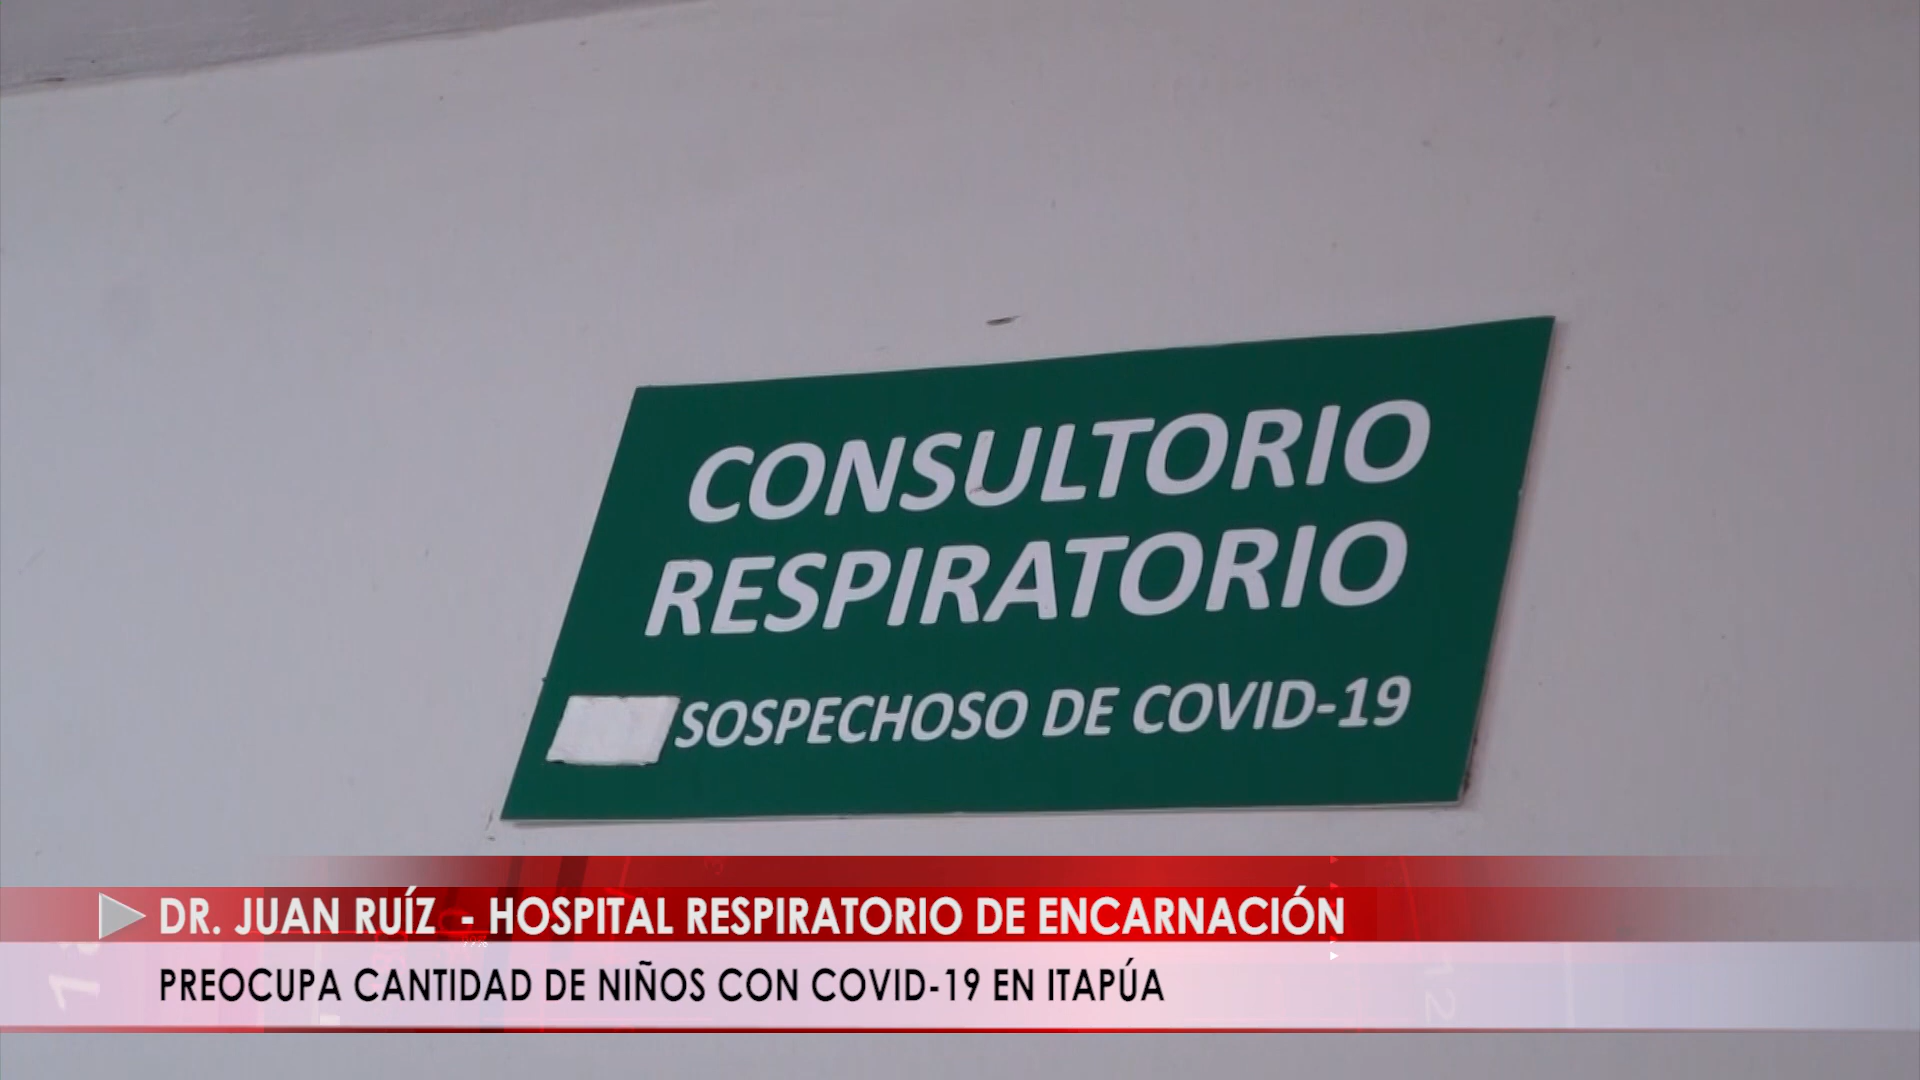 CONSULTORIO
RESPIRATORIO
SOSPECHOSO DE COVID-19
DR. JUAN RUÍZ - HOSPITAL RESPIRATORIO DE ENCARNACIÓN
PREOCUPA CANTIDAD DE NIÑOS CON COVID-19 EN ITAPÚA